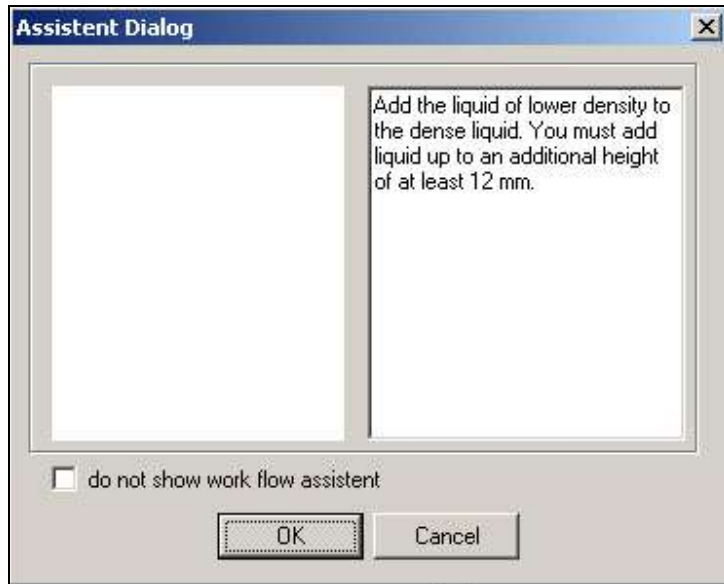 Assistent Dialog
Add the liquid of lower density to
the dense liquid. You must add
liquid up to an additional height
of at least 12 mm.
do not show work flow assistent
OK
Cancel